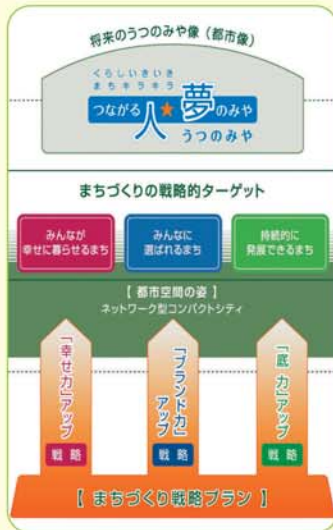 将来のうつのみや像(都市像)
くらしいきいき
まちキラキラ
つながる人★夢のみや
うつのみや
まちづくりの戦略的ターゲット
みんなが
幸せに暮らせるまち
みんなに
選ばれるまち
持続的に
発展できるまち
【 都市空間の姿 】
ネットワーク型コンパクトシティ
「幸せ力」アップ
戦略
「ブランド力」
アップ
戦略
「底 力」アップ
戦略
【 まちづくり戦略プラン 】